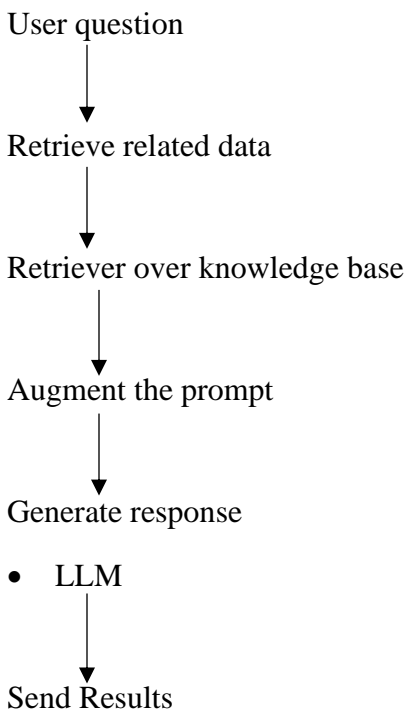 User question
Retrieve related data
Retriever over knowledge base
Augment the prompt
Generate response
• LLM
Send Results